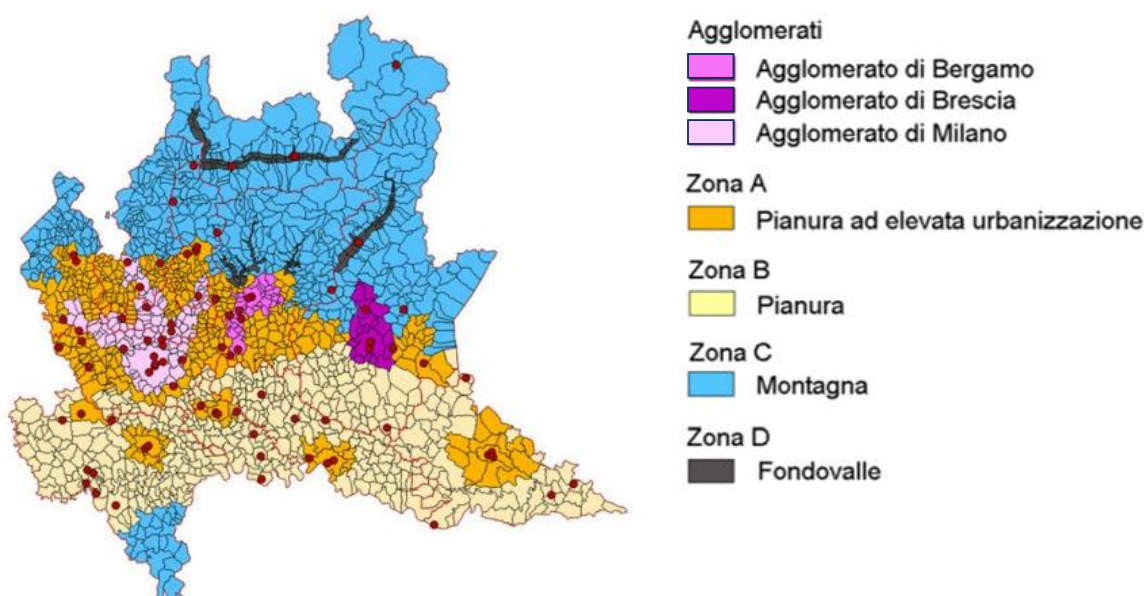 Agglomerati
Agglomerato di Bergamo
Agglomerato di Brescia
Agglomerato di Milano
Zona A
Pianura ad elevata urbanizzazione
Zona B
Pianura
Zona C
Montagna
Zona D
Fondovalle